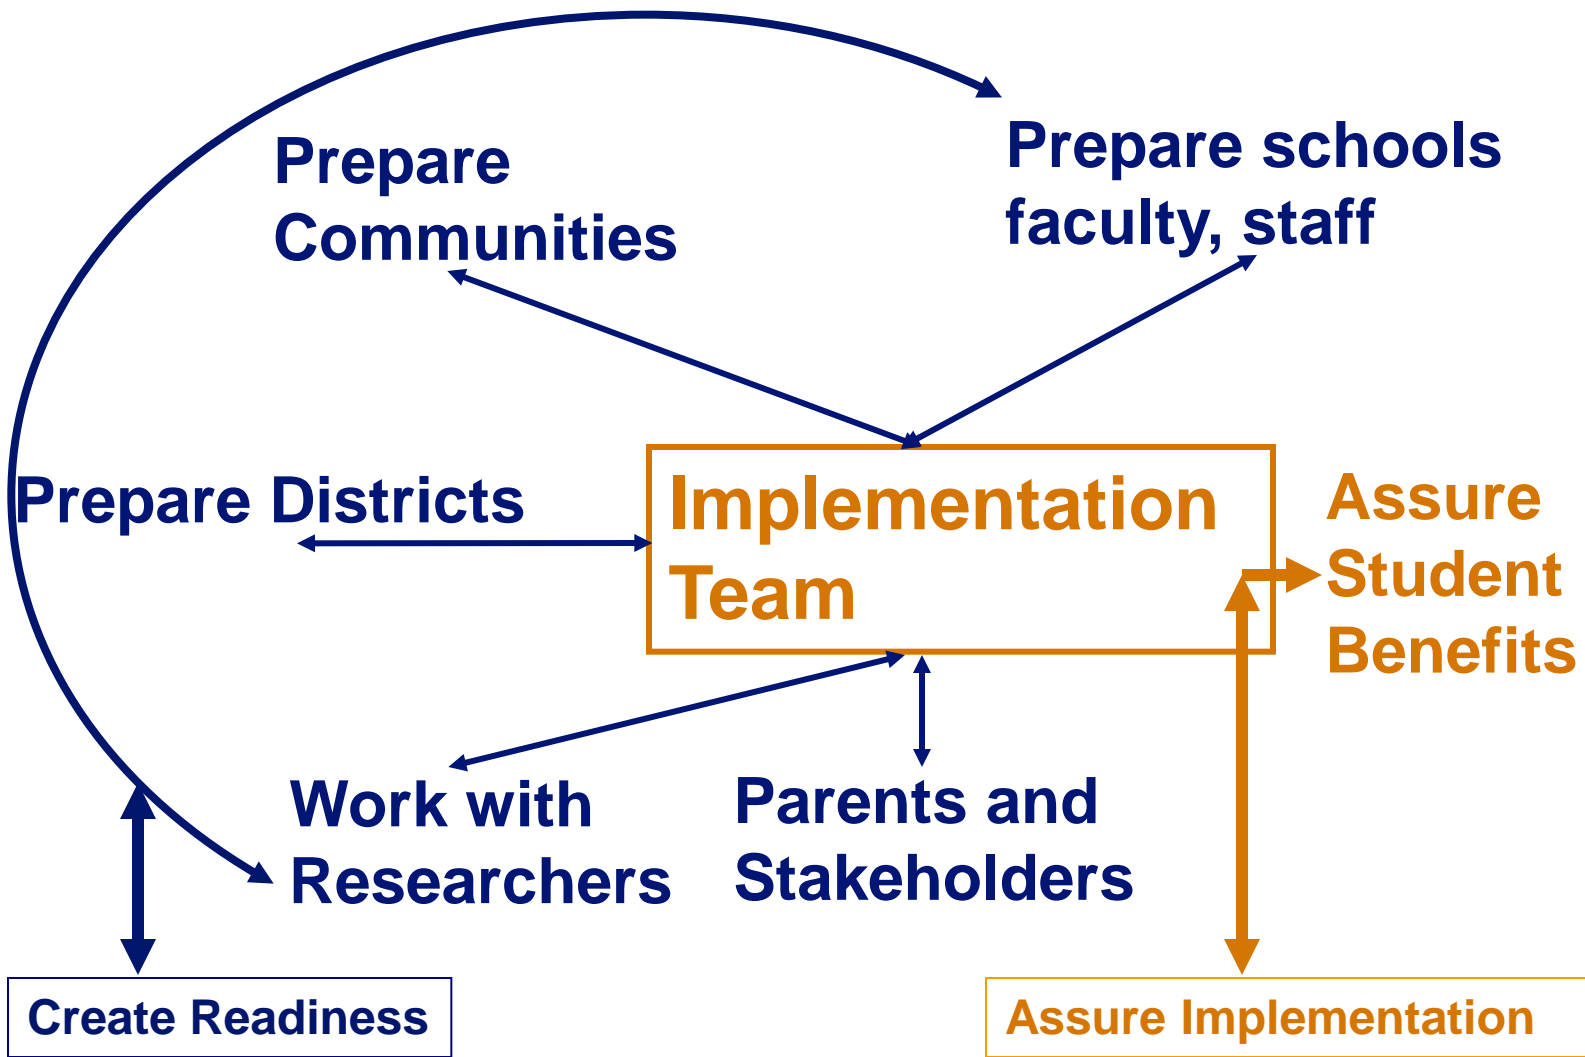 Prepare
Communities
Prepare schools
faculty, staff
Prepare Districts
Implementation
Team
Assure
Student
Benefits
Work with
Researchers
Parents and
Stakeholders
Create Readiness
Assure Implementation